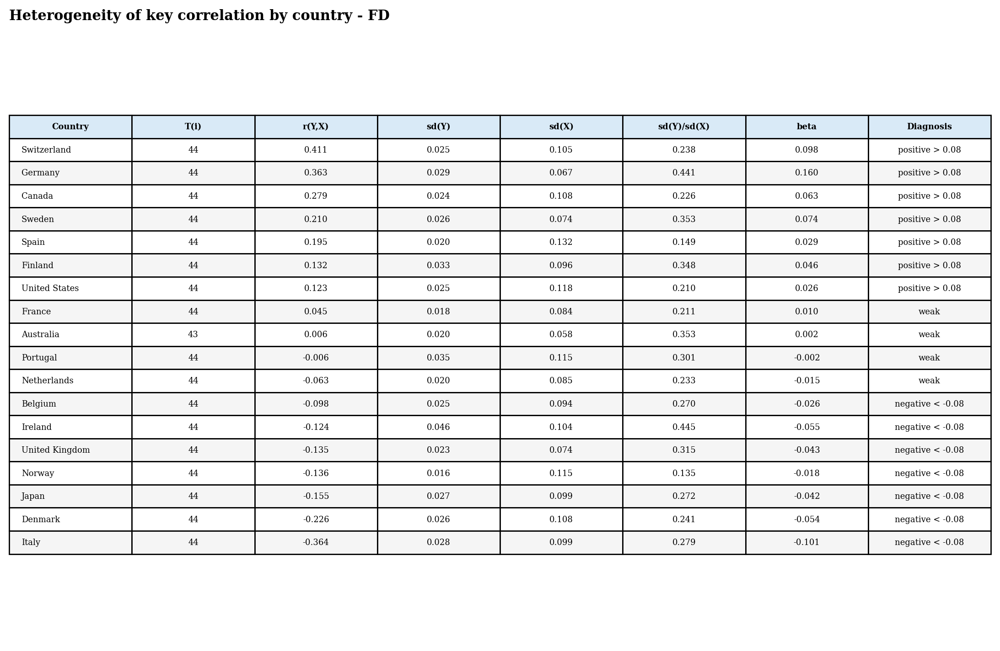 Heterogeneity of key correlation by country - FD
Country T(i) r(Y,X) sd(Y) sd(X) sd(Y)/sd(X) beta Diagnosis
Switzerland 44 0.411 0.025 0.105 0.238 0.098 positive > 0.08
Germany 44 0.363 0.029 0.067 0.441 0.160 positive > 0.08
Canada 44 0.279 0.024 0.108 0.226 0.063 positive > 0.08
Sweden 44 0.210 0.026 0.074 0.353 0.074 positive > 0.08
Spain 44 0.195 0.020 0.132 0.149 0.029 positive > 0.08
Finland 44 0.132 0.033 0.096 0.348 0.046 positive > 0.08
United States 44 0.123 0.025 0.118 0.210 0.026 positive > 0.08
France 44 0.045 0.018 0.084 0.211 0.010 weak
Australia 43 0.006 0.020 0.058 0.353 0.002 weak
Portugal 44 -0.006 0.035 0.115 0.301 -0.002 weak
Netherlands 44 -0.063 0.020 0.085 0.233 -0.015 weak
Belgium 44 -0.098 0.025 0.094 0.270 -0.026 negative < -0.08
Ireland 44 -0.124 0.046 0.104 0.445 -0.055 negative < -0.08
United Kingdom 44 -0.135 0.023 0.074 0.315 -0.043 negative < -0.08
Norway 44 -0.136 0.016 0.115 0.135 -0.018 negative < -0.08
Japan 44 -0.155 0.027 0.099 0.272 -0.042 negative < -0.08
Denmark 44 -0.226 0.026 0.108 0.241 -0.054 negative < -0.08
Italy 44 -0.364 0.028 0.099 0.279 -0.101 negative < -0.08